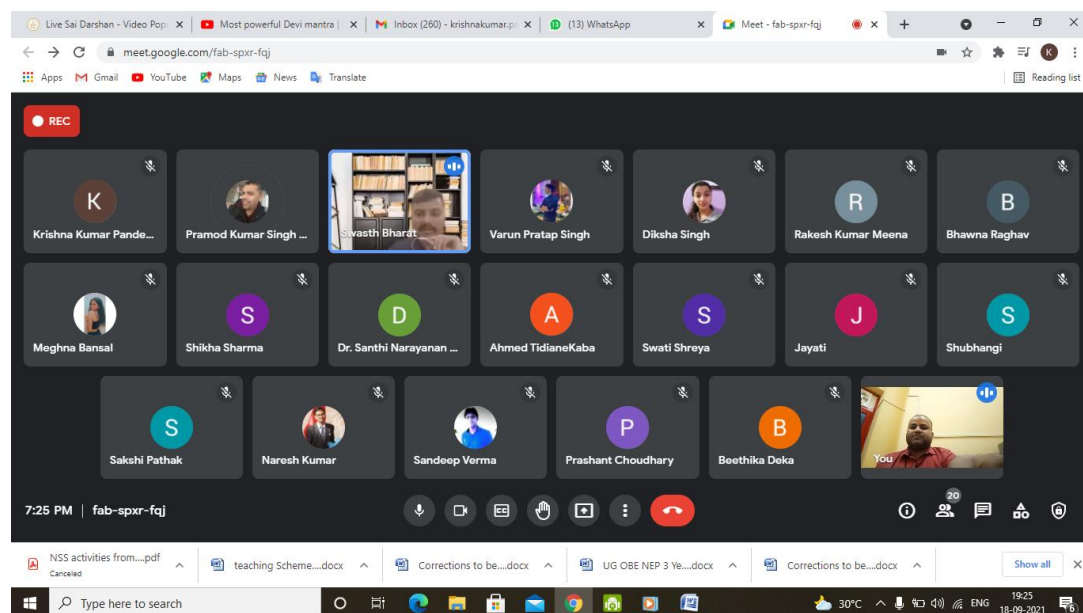 Live Sai Darshan - Video Pop
Most powerful Devi mantra |
Inbox (260) - krishnakumar.p
(13) WhatsApp
Meet - fab-spxr-fqj
meet.google.com/fab-spxr-fqj
K
Apps Gmail YouTube Maps News Translate
Reading list
REC
K
R
B
Krishna Kumar Pande...
Pramod Kumar Singh ...
Swasth Bharat
Varun Pratap Singh
Diksha Singh
Rakesh Kumar Meena
Bhawna Raghav
S
D
A
S
J
S
Meghna Bansal
Shikha Sharma
Dr. Santhi Narayanan ...
Ahmed TidianeKaba
Swati Shreya
Jayati
Shubhangi
S
P
B
Sakshi Pathak
Naresh Kumar
Sandeep Verma
Prashant Choudhary
Beethika Deka
You
7:25 PM | fab-spxr-fqj
CC
20
NSS activities from....pdf
Canceled
teaching Scheme....docx
Corrections to be....docx
UG OBE NEP 3 Ye....docx
Corrections to be....docx
Show all
Type here to search
30°C
ENG
19:25
18-09-2021